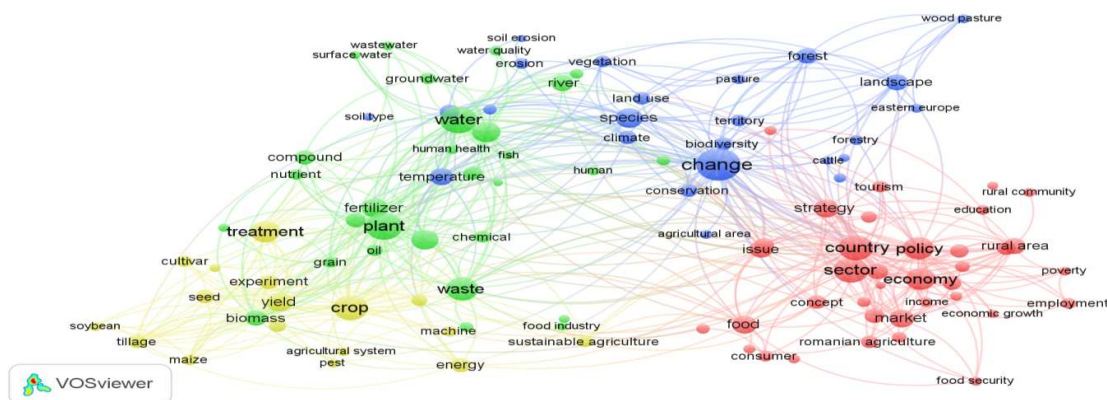 wood pasture
soil erosion
wastewater
water quality
surface water
forest
erosion
vegetation
groundwater
river
pasture
landscape
land use
eastern europe
soil type
water
species
territory
human health
climate
biodiversity
forestry
compound
fish
change
cattle
nutrient
temperature
human
conservation
tourism
rural community
fertilizer
strategy
education
treatment
plant
chemical
agricultural area
issue
country
policy
rural area
oil
cultivar
grain
sector
poverty
experiment
waste
economy
seed
yield
crop
concept
income
employment
soybean
biomass
machine
food industry
food
market
economic growth
tillage
sustainable agriculture
romanian agriculture
maize
agricultural system
pest
energy
consumer
food security
VOSviewer